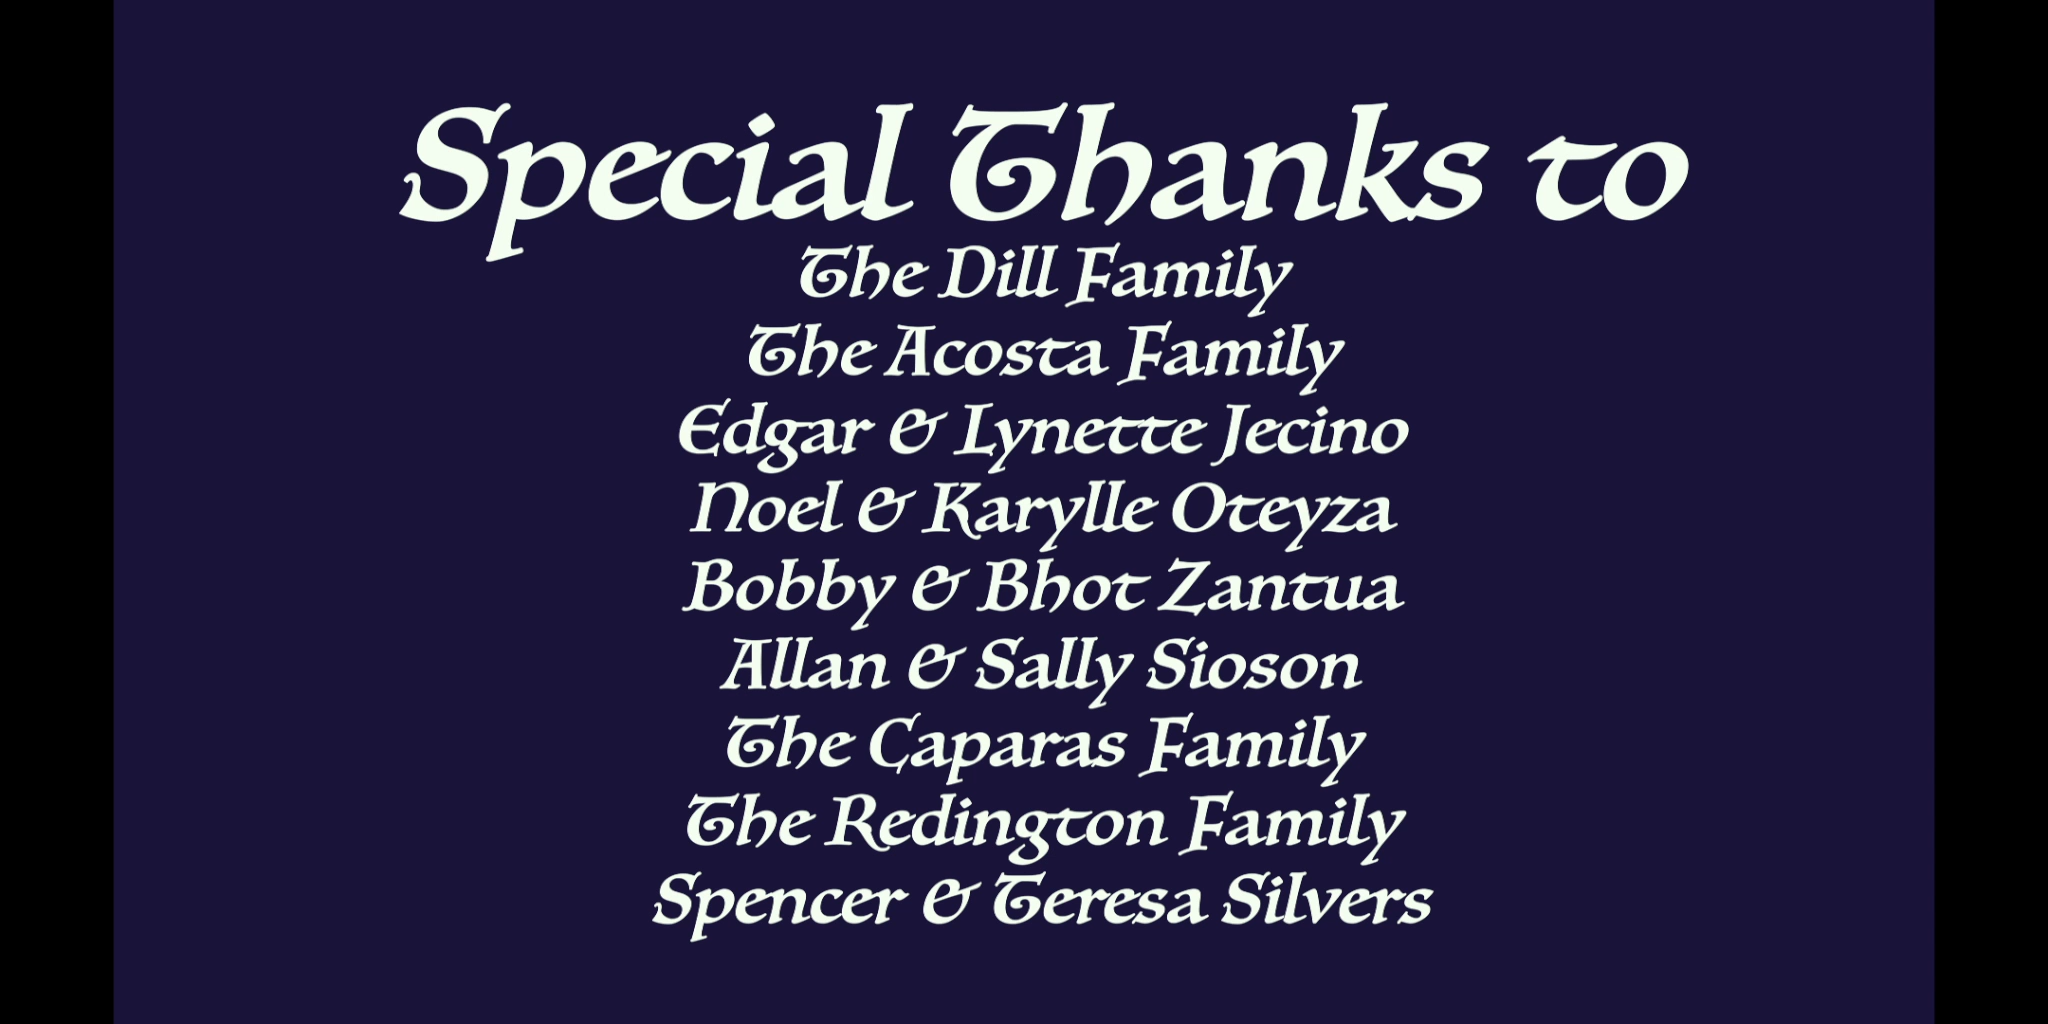 Special Thanks to
The Dill Family
The Acosta Family
Edgar & Lynette Jecino
Noel & Karylle Oteyza
Bobby & Bhot Zantua
Allan & Sally Sioson
The Caparas Family
The Redington Family
Spencer & Teresa Silvers